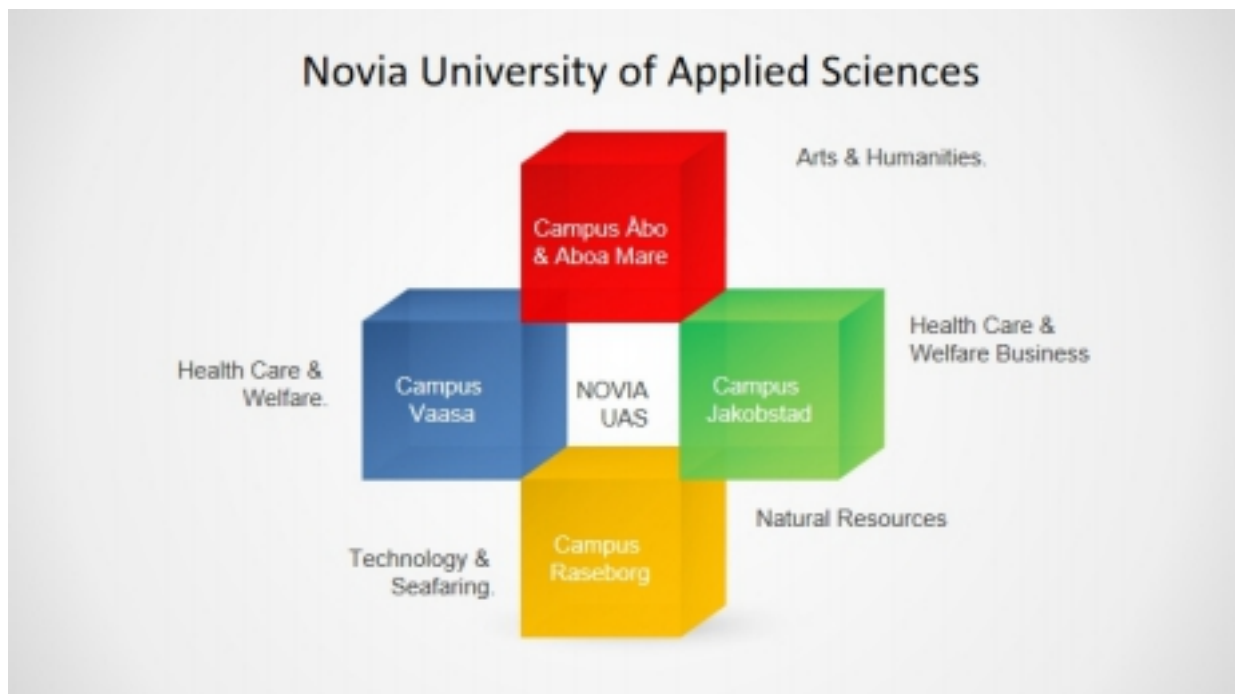 Novia University of Applied Sciences
Arts & Humanities.
Campus Åbo
& Aboa Mare
Health Care &
Welfare Business
Health Care &
Welfare.
Campus
Vaasa
NOVIA
UAS
Campus
Jakobstad
Natural Resources
Technology &
Seafaring.
Campus
Raseborg